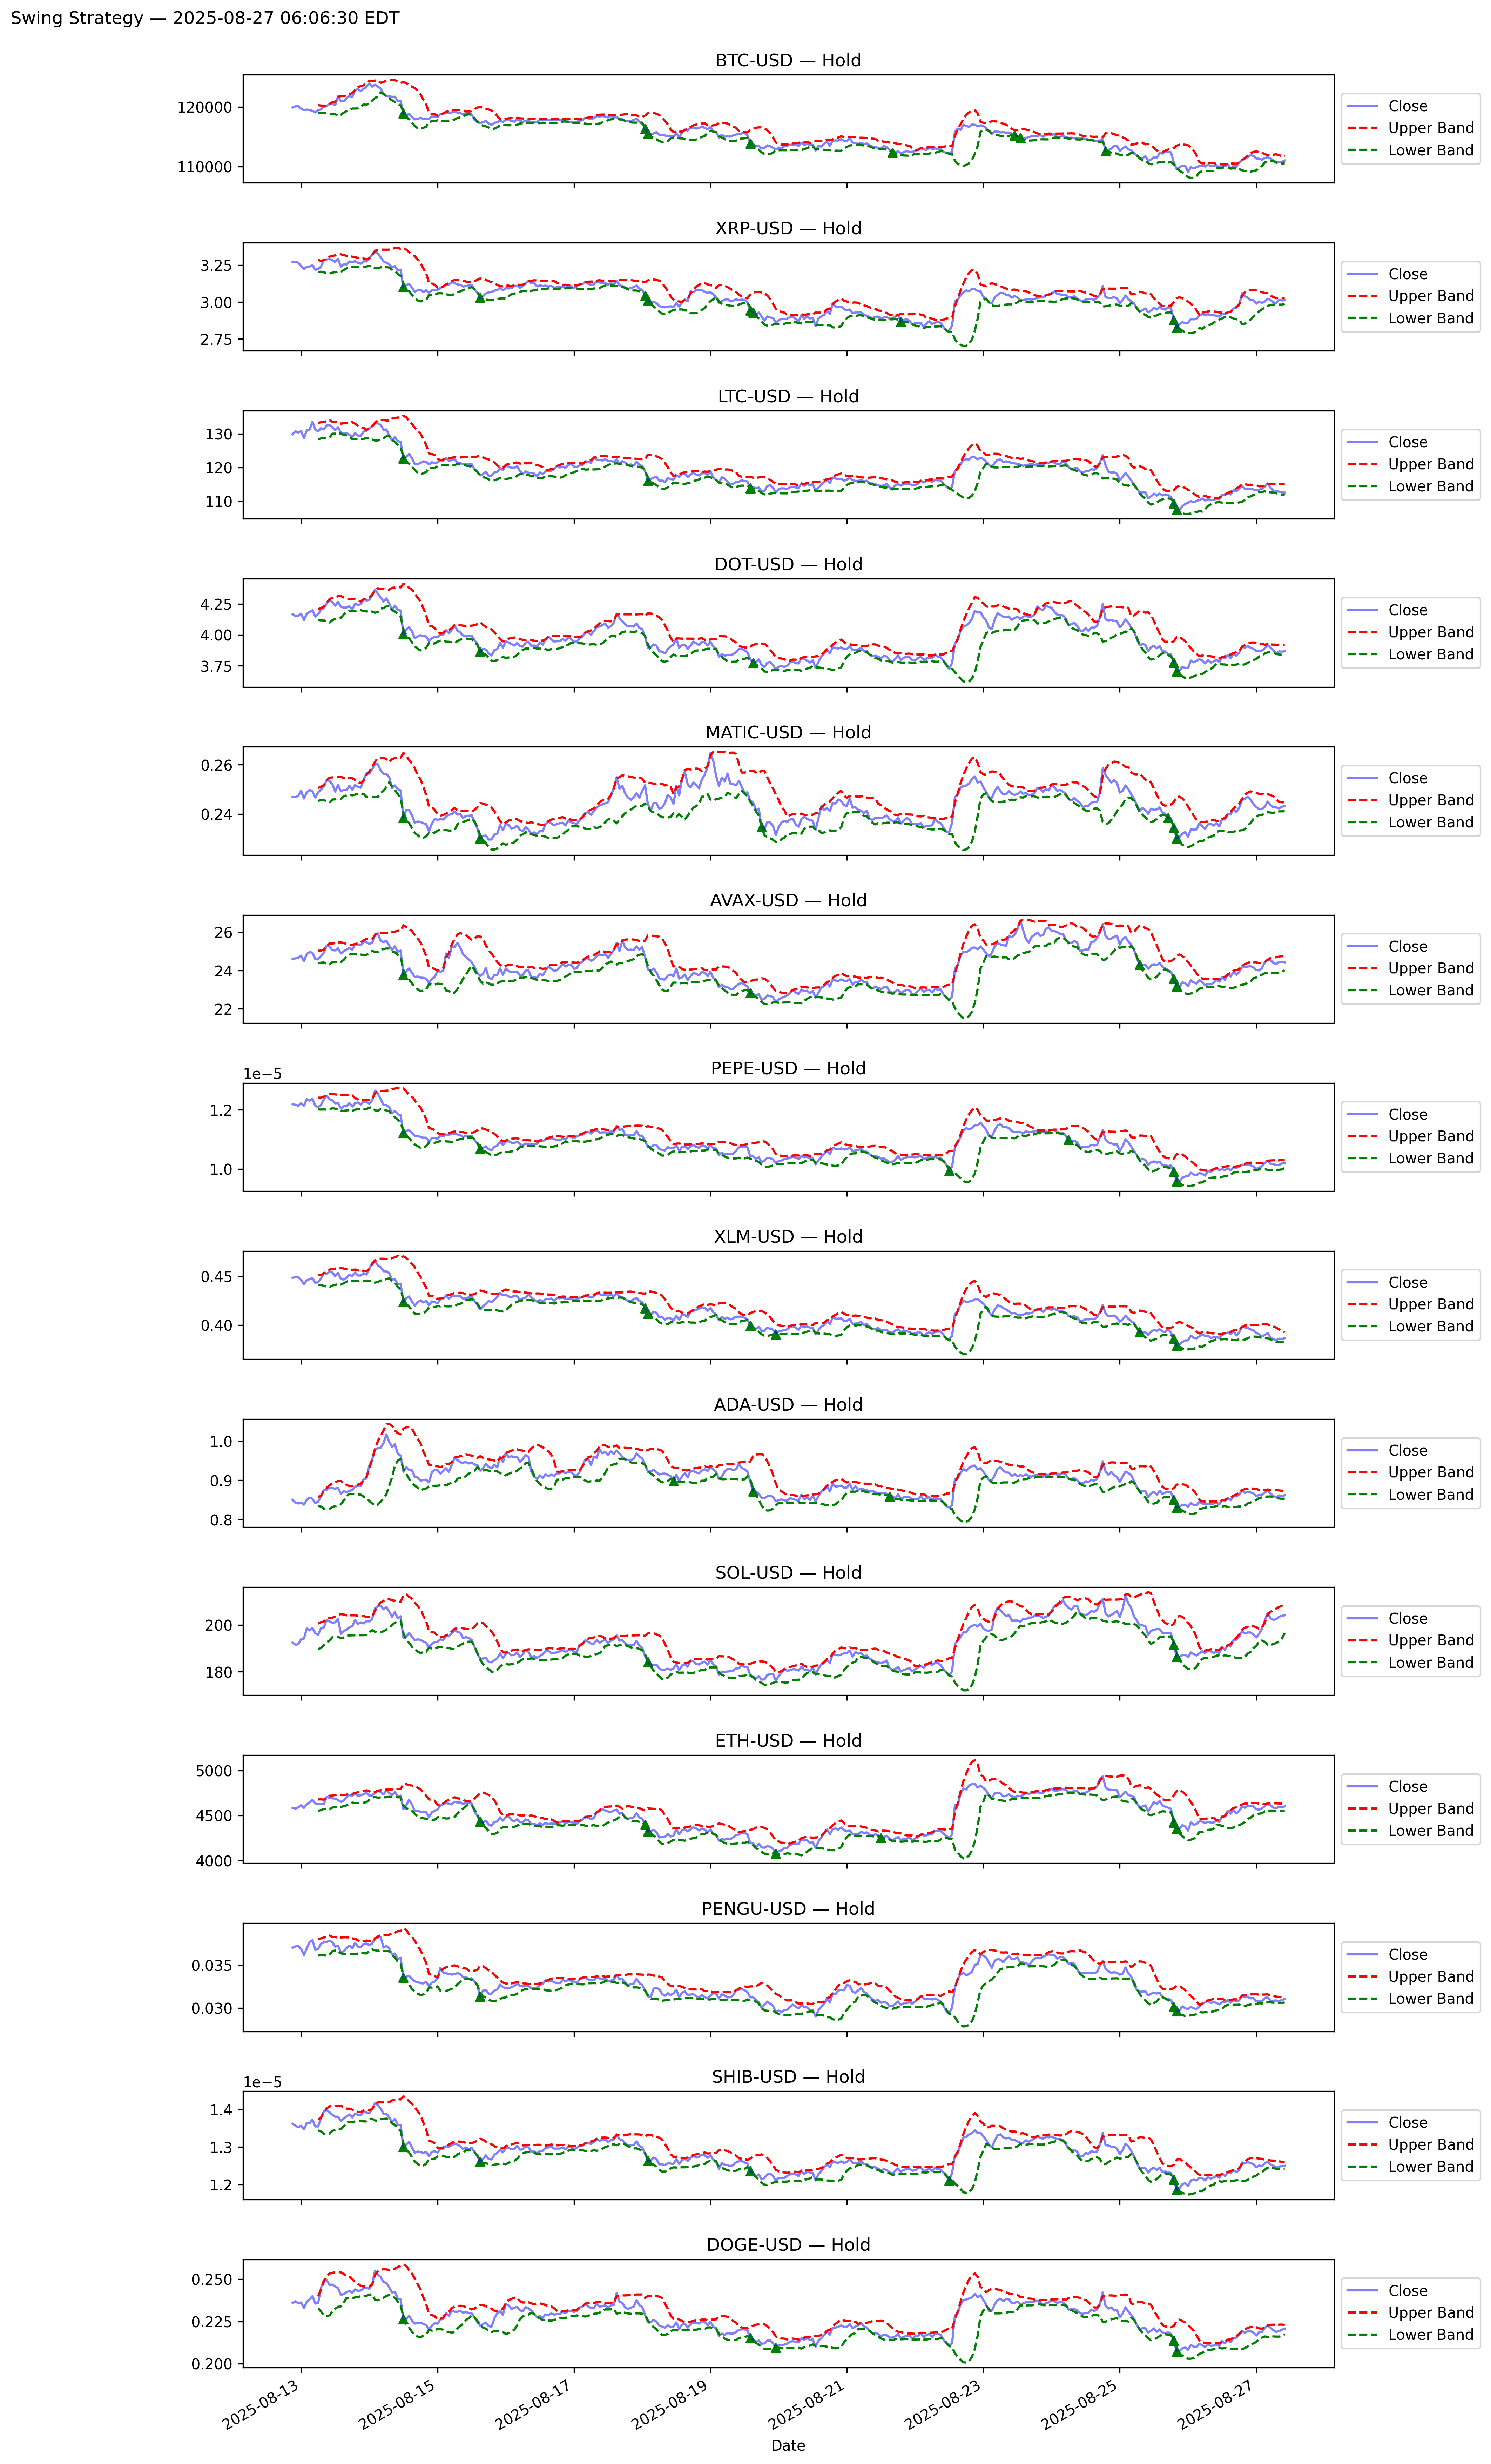 Swing Strategy — 2025-08-27 06:06:30 EDT
BTC-USD — Hold
120000
110000
Close
Upper Band
Lower Band
XRP-USD — Hold
3.25
3.00
2.75
Close
Upper Band
Lower Band
LTC-USD — Hold
130
120
110
Close
Upper Band
Lower Band
DOT-USD — Hold
4.25
4.00
3.75
Close
Upper Band
Lower Band
MATIC-USD — Hold
0.26
0.24
Close
Upper Band
Lower Band
AVAX-USD — Hold
26
24
22
Close
Upper Band
Lower Band
PEPE-USD — Hold
1e−5
1.2
1.0
Close
Upper Band
Lower Band
XLM-USD — Hold
0.45
0.40
Close
Upper Band
Lower Band
ADA-USD — Hold
1.0
0.9
0.8
Close
Upper Band
Lower Band
SOL-USD — Hold
200
180
Close
Upper Band
Lower Band
ETH-USD — Hold
5000
4500
4000
Close
Upper Band
Lower Band
PENGU-USD — Hold
0.035
0.030
Close
Upper Band
Lower Band
SHIB-USD — Hold
1e−5
1.4
1.3
1.2
Close
Upper Band
Lower Band
DOGE-USD — Hold
0.250
0.225
0.200
Close
Upper Band
Lower Band
2025-08-13
2025-08-15
2025-08-17
2025-08-19
2025-08-21
2025-08-23
2025-08-25
2025-08-27
Date